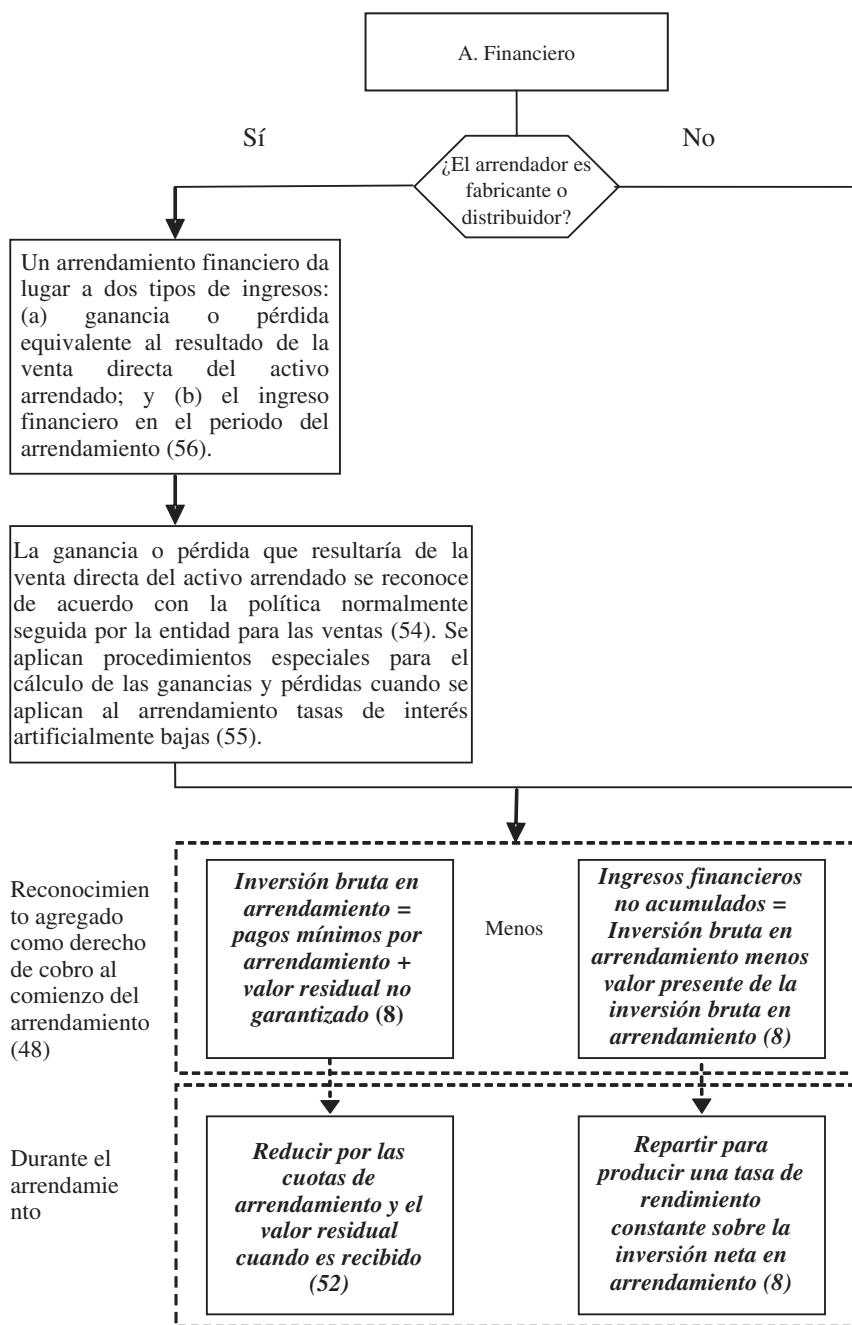 A. Financiero
Sí
No
¿El arrendador es
fabricante o
distribuidor?
Un arrendamiento financiero da
lugar a dos tipos de ingresos:
(a) ganancia o pérdida
equivalente al resultado de la
venta directa del activo
arrendado; y (b) el ingreso
financiero en el periodo del
arrendamiento (56).
La ganancia o pérdida que resultaría de la
venta directa del activo arrendado se reconoce
de acuerdo con la política normalmente
seguida por la entidad para las ventas (54). Se
aplican procedimientos especiales para el
cálculo de las ganancias y pérdidas cuando se
aplican al arrendamiento tasas de interés
artificialmente bajas (55).
Reconocimien
to agregado
como derecho
de cobro al
comienzo del
arrendamiento
(48)
Inversión bruta en
arrendamiento =
pagos mínimos por
arrendamiento +
valor residual no
garantizado (8)
Menos
Ingresos financieros
no acumulados =
Inversión bruta en
arrendamiento menos
valor presente de la
inversión bruta en
arrendamiento (8)
Durante el
arrendamie
nto
Reducir por las
cuotas de
arrendamiento y el
valor residual
cuando es recibido
(52)
Repartir para
producir una tasa de
rendimiento
constante sobre la
inversión neta en
arrendamiento (8)